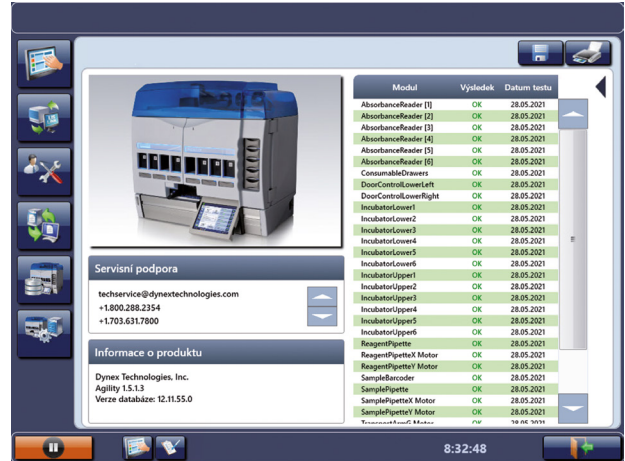 Modul Výsledek Datum testu
AbsorbanceReader [1] OK 28.05.2021
AbsorbanceReader [2] OK 28.05.2021
AbsorbanceReader [3] OK 28.05.2021
AbsorbanceReader [4] OK 28.05.2021
AbsorbanceReader [5] OK 28.05.2021
AbsorbanceReader [6] OK 28.05.2021
ConsumableDrawers OK 28.05.2021
DoorControlLowerLeft OK 28.05.2021
DoorControlLowerRight OK 28.05.2021
IncubatorLower1 OK 28.05.2021
IncubatorLower2 OK 28.05.2021
IncubatorLower3 OK 28.05.2021
IncubatorLower4 OK 28.05.2021
IncubatorLower5 OK 28.05.2021
IncubatorLower6 OK 28.05.2021
IncubatorUpper1 OK 28.05.2021
IncubatorUpper2 OK 28.05.2021
IncubatorUpper3 OK 28.05.2021
IncubatorUpper4 OK 28.05.2021
IncubatorUpper5 OK 28.05.2021
IncubatorUpper6 OK 28.05.2021
ReagentPipette OK 28.05.2021
ReagentPipetteX Motor OK 28.05.2021
ReagentPipetteY Motor OK 28.05.2021
SampleBarcoder OK 28.05.2021
SamplePipette OK 28.05.2021
SamplePipetteX Motor OK 28.05.2021
SamplePipetteY Motor OK 28.05.2021
TransportArmG Motor OK 28.05.2021
Servisní podpora
techservice@dynextechnologies.com
+1.800.288.2354
+1.703.631.7800
Informace o produktu
Dynex Technologies, Inc.
Agility 1.5.1.3
Verze databáze: 12.11.55.0
8:32:48